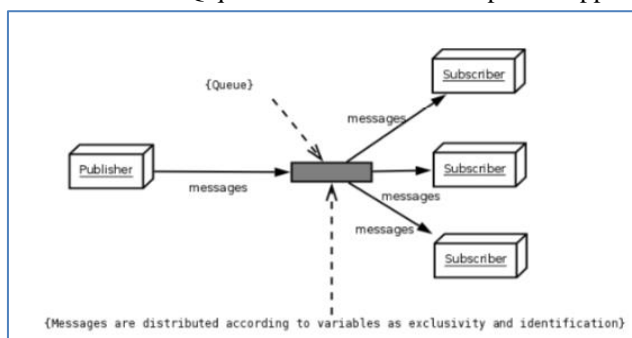 Subscriber
{Queue}
messages
Publisher
messages
Subscriber
messages
messages
Subscriber
{Messages are distributed according to variables as exclusivity and identification}